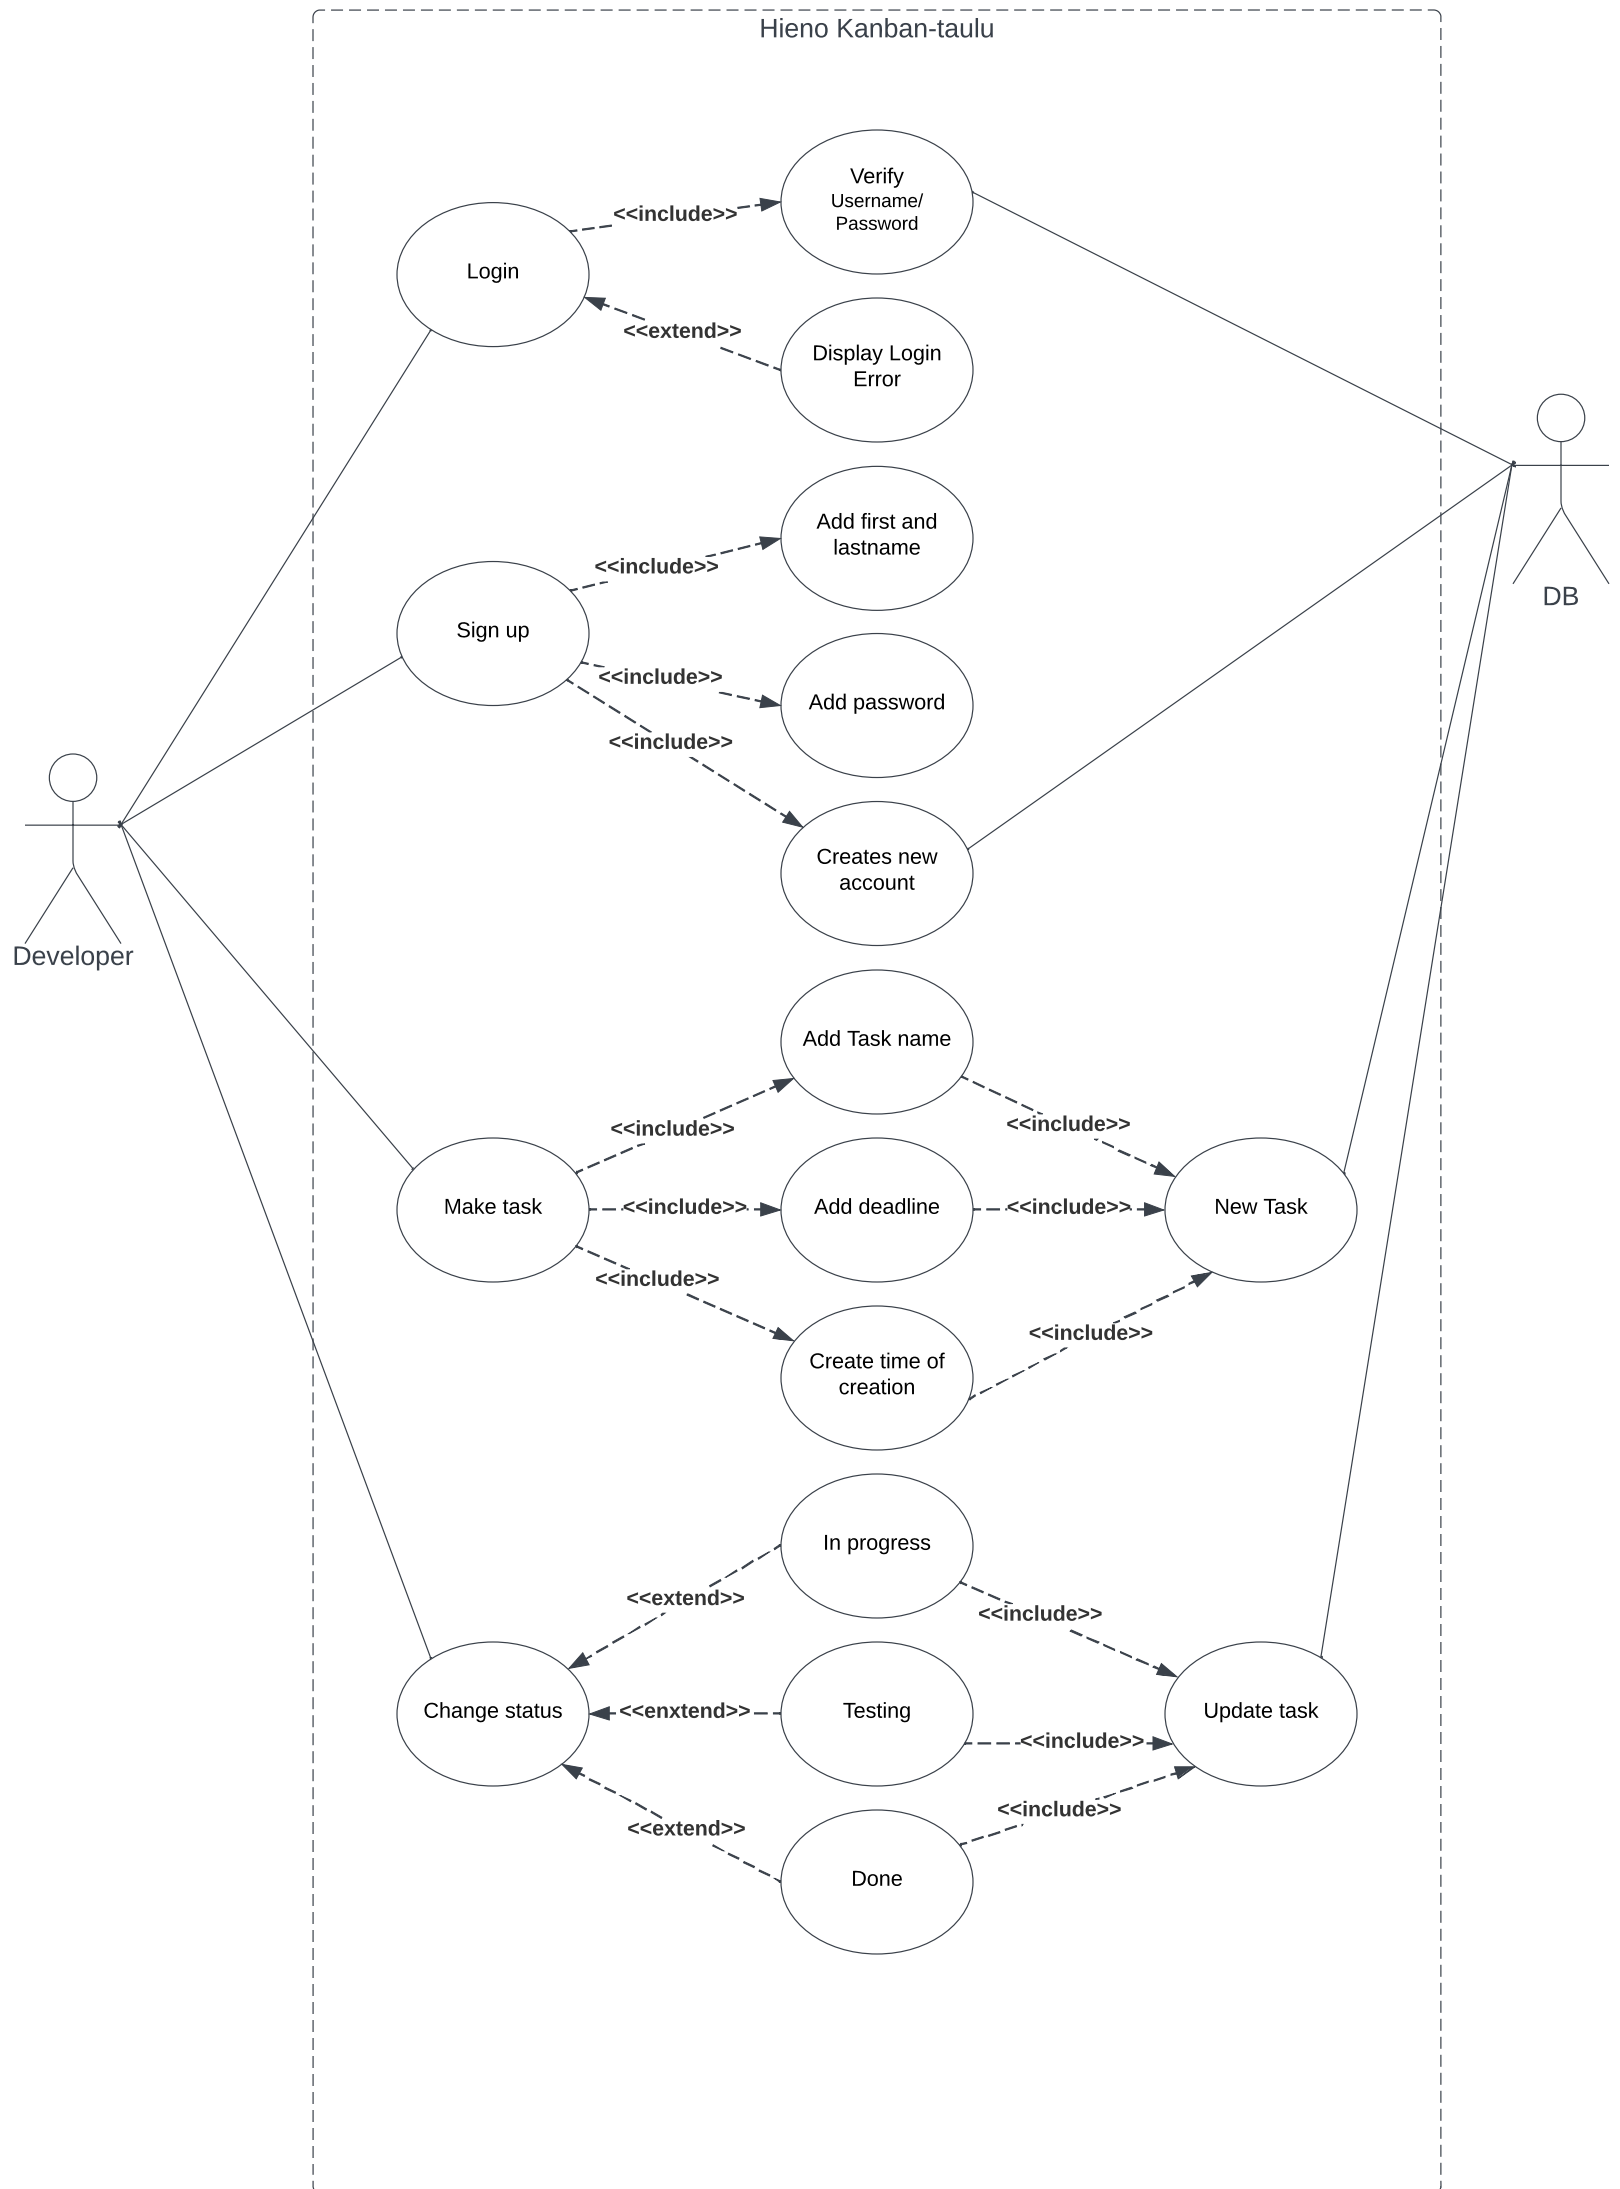 Hieno Kanban-taulu
Verify
Username/
Password
<<include>>
Login
<<extend>>
Display Login
Error
Add first and
lastname
<<include>>
DB
Sign up
<<include>>
Add password
<<include>>
Creates new
account
Developer
Add Task name
<<include>>
<<include>>
Make task
<<include>>
Add deadline
<<include>>
New Task
<<include>>
<<include>>
Create time of
creation
In progress
<<extend>>
<<include>>
Change status
<<enxtend>>
Testing
Update task
<<include>>
<<include>>
<<extend>>
Done